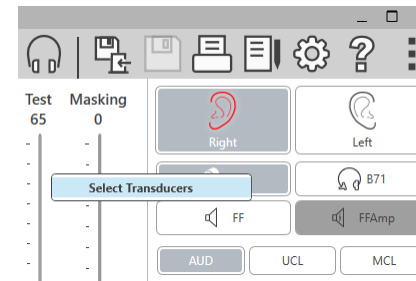 Test Masking
65 0
Right Left
Select Transducers
B71
FF FFAmp
AUD UCL MCL